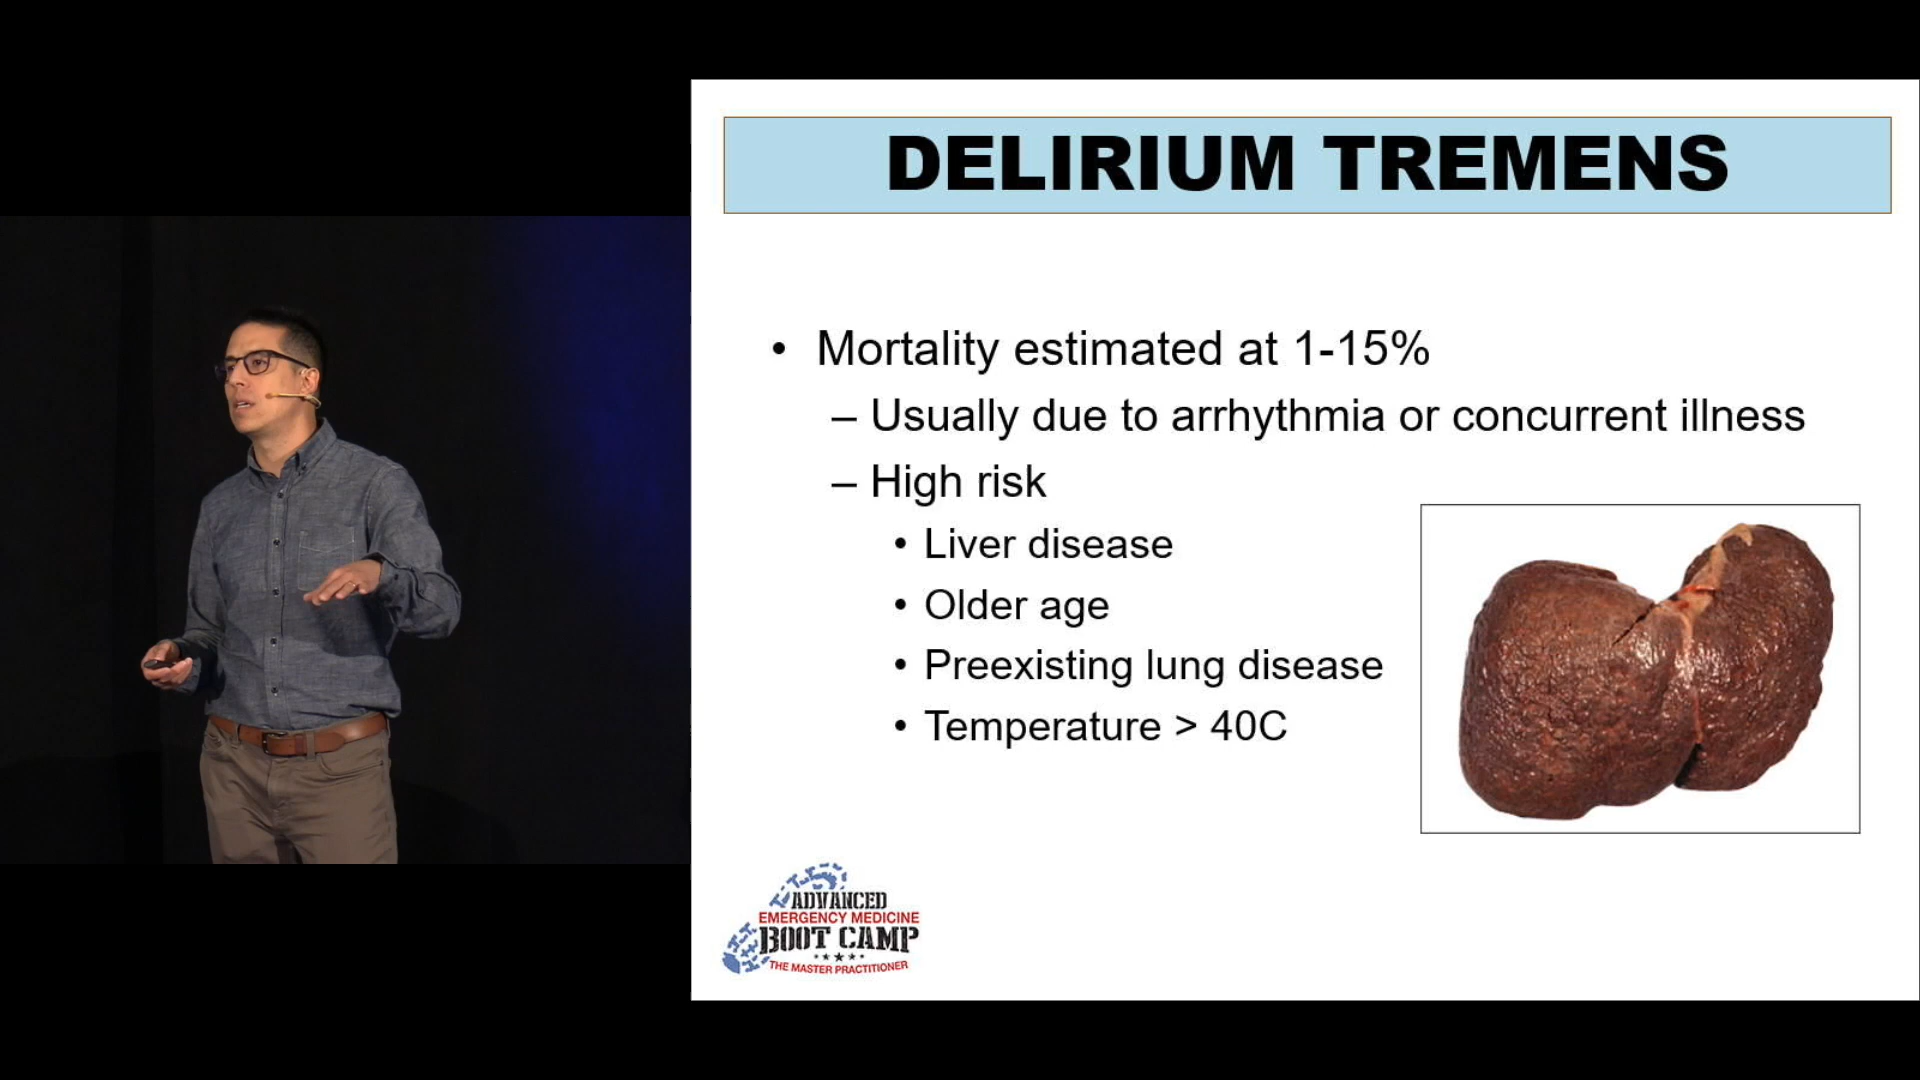 DELIRIUM TREMENS
• Mortality estimated at 1-15%
– Usually due to arrhythmia or concurrent illness
– High risk
• Liver disease
• Older age
• Preexisting lung disease
• Temperature > 40C
ADVANCED
EMERGENCY MEDICINE
BOOT CAMP
THE MASTER PRACTITIONER